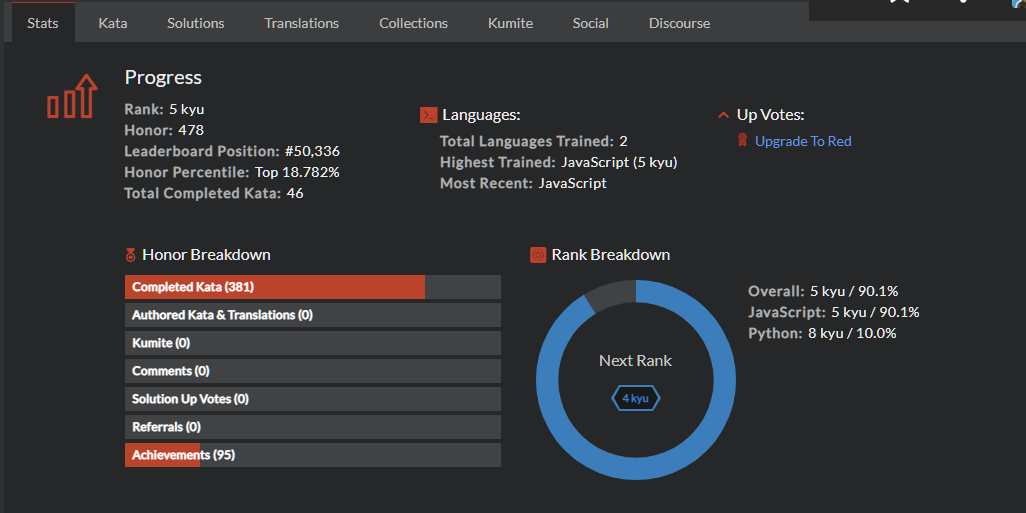 Stats Kata Solutions Translations Collections Kumite Social Discourse
Progress
Rank: 5 kyu
Honor: 478
Leaderboard Position: #50,336
Honor Percentile: Top 18.782%
Total Completed Kata: 46
Languages:
Total Languages Trained: 2
Highest Trained: JavaScript (5 kyu)
Most Recent: JavaScript
Up Votes:
Upgrade To Red
Honor Breakdown
Completed Kata (381)
Authored Kata & Translations (0)
Kumite (0)
Comments (0)
Solution Up Votes (0)
Referrals (0)
Achievements (95)
Rank Breakdown
Next Rank
4 kyu
Overall: 5 kyu / 90.1%
JavaScript: 5 kyu / 90.1%
Python: 8 kyu / 10.0%